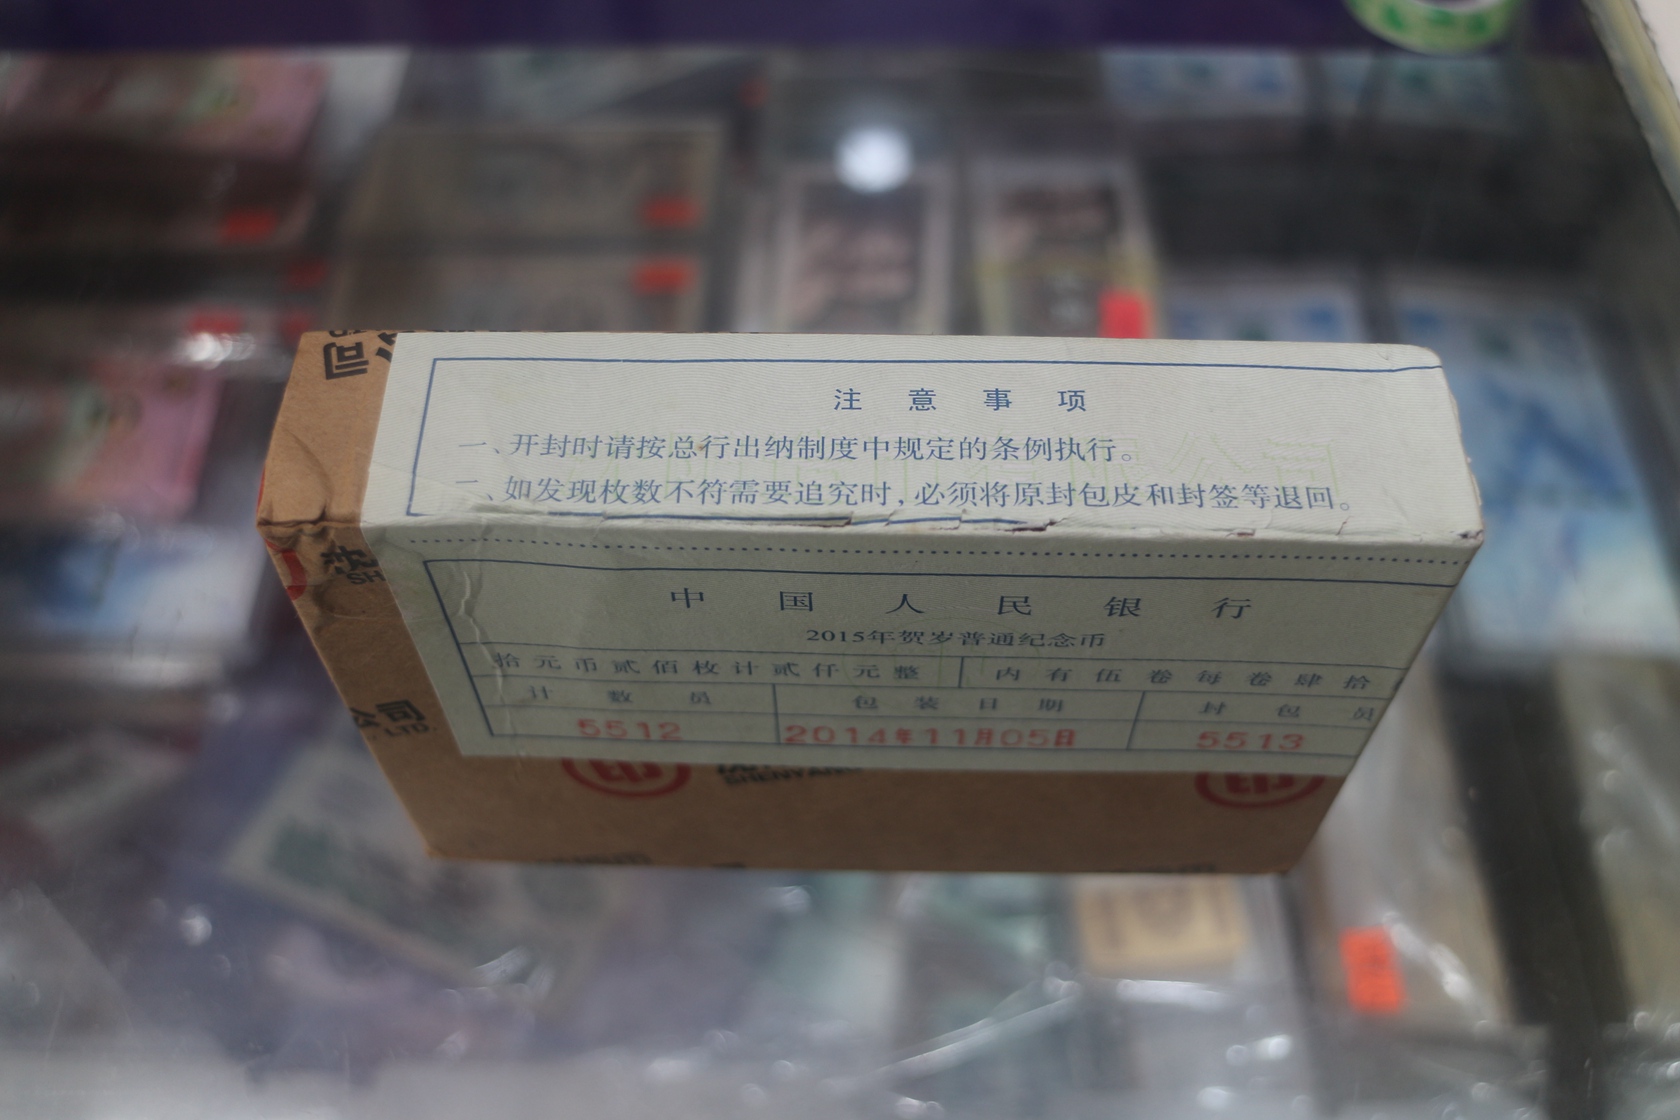 注意事项
一、开封时请按总行出纳制度中规定的条例执行。
二、如发现枚数不符需要追究时,必须将原封包皮和封签等退回。
中国人民银行
2015年贺岁普通纪念币
拾元币贰佰枚计贰仟元整 内有伍卷每卷肆拾
计数员 包装日期 封包员
5512 2014年11月05日 5513
公司
LTD.
SHENYANG